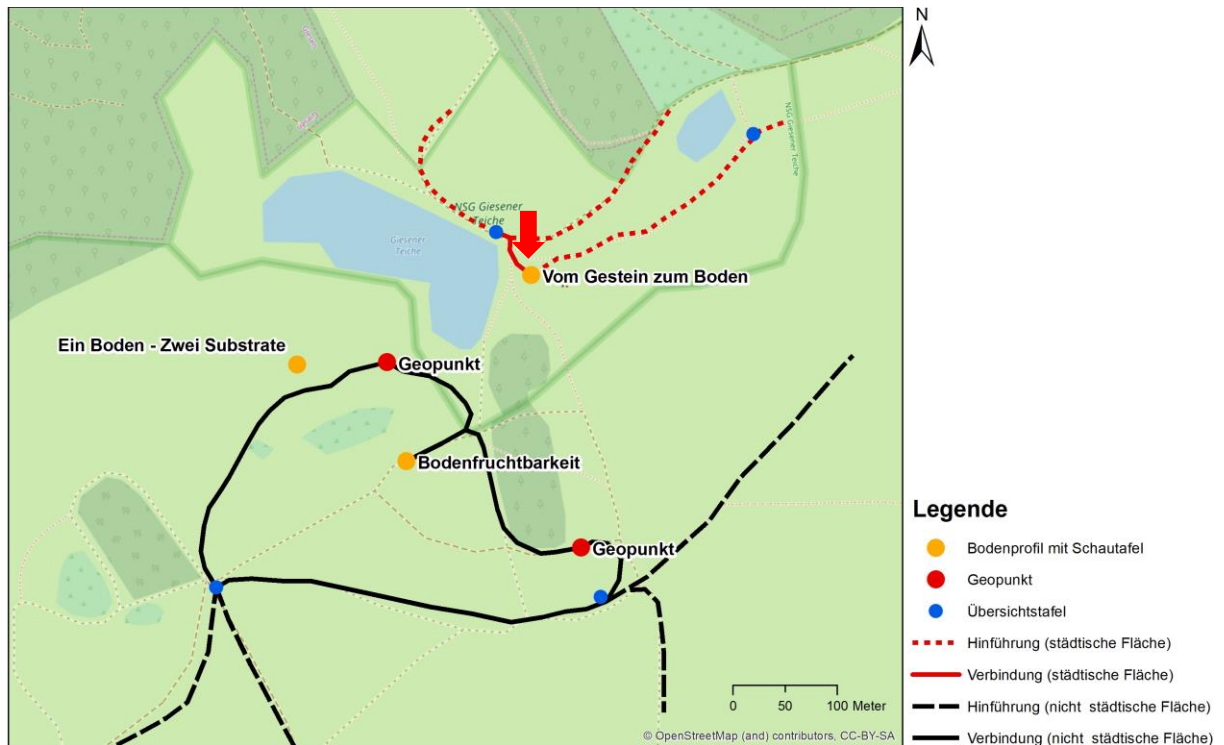 N
Giesen
Giesen
NSG Giesener Teiche
NSG Giesener
Teiche
Giesener
Teiche
Vom Gestein zum Boden
Ein Boden - Zwei Substrate
Geopunkt
Bodenfruchtbarkeit
Geopunkt
0 50 100 Meter
© OpenStreetMap (and) contributors, CC-BY-SA
Legende
Bodenprofil mit Schautafel
Geopunkt
Übersichtstafel
Hinführung (städtische Fläche)
Verbindung (städtische Fläche)
Hinführung (nicht städtische Fläche)
Verbindung (nicht städtische Fläche)